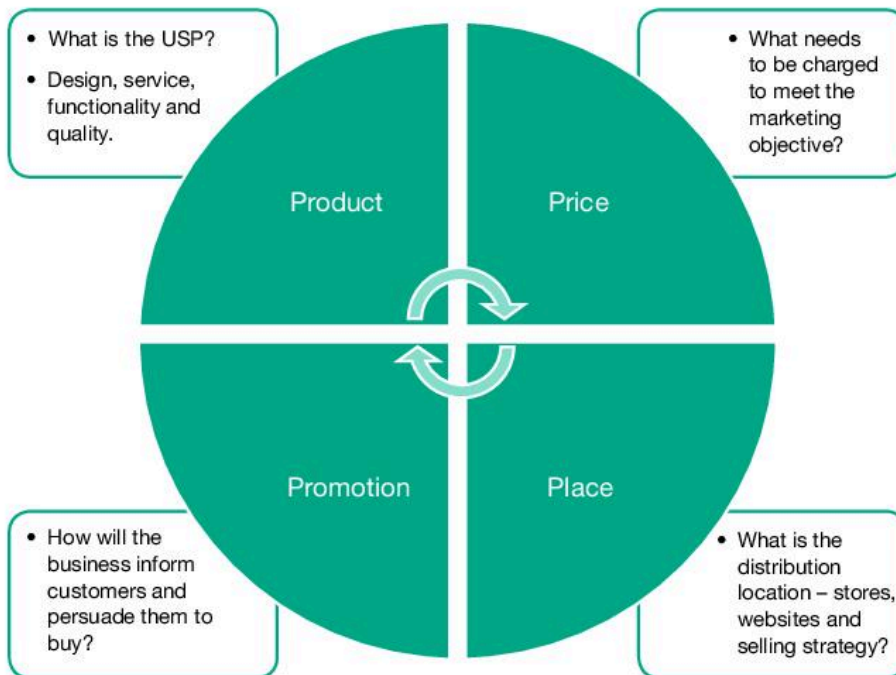 • What is the USP?
• Design, service,
functionality and
quality.
• What needs
to be charged
to meet the
marketing
objective?
Product
Price
Promotion
Place
• How will the
business inform
customers and
persuade them to
buy?
• What is the
distribution
location – stores,
websites and
selling strategy?